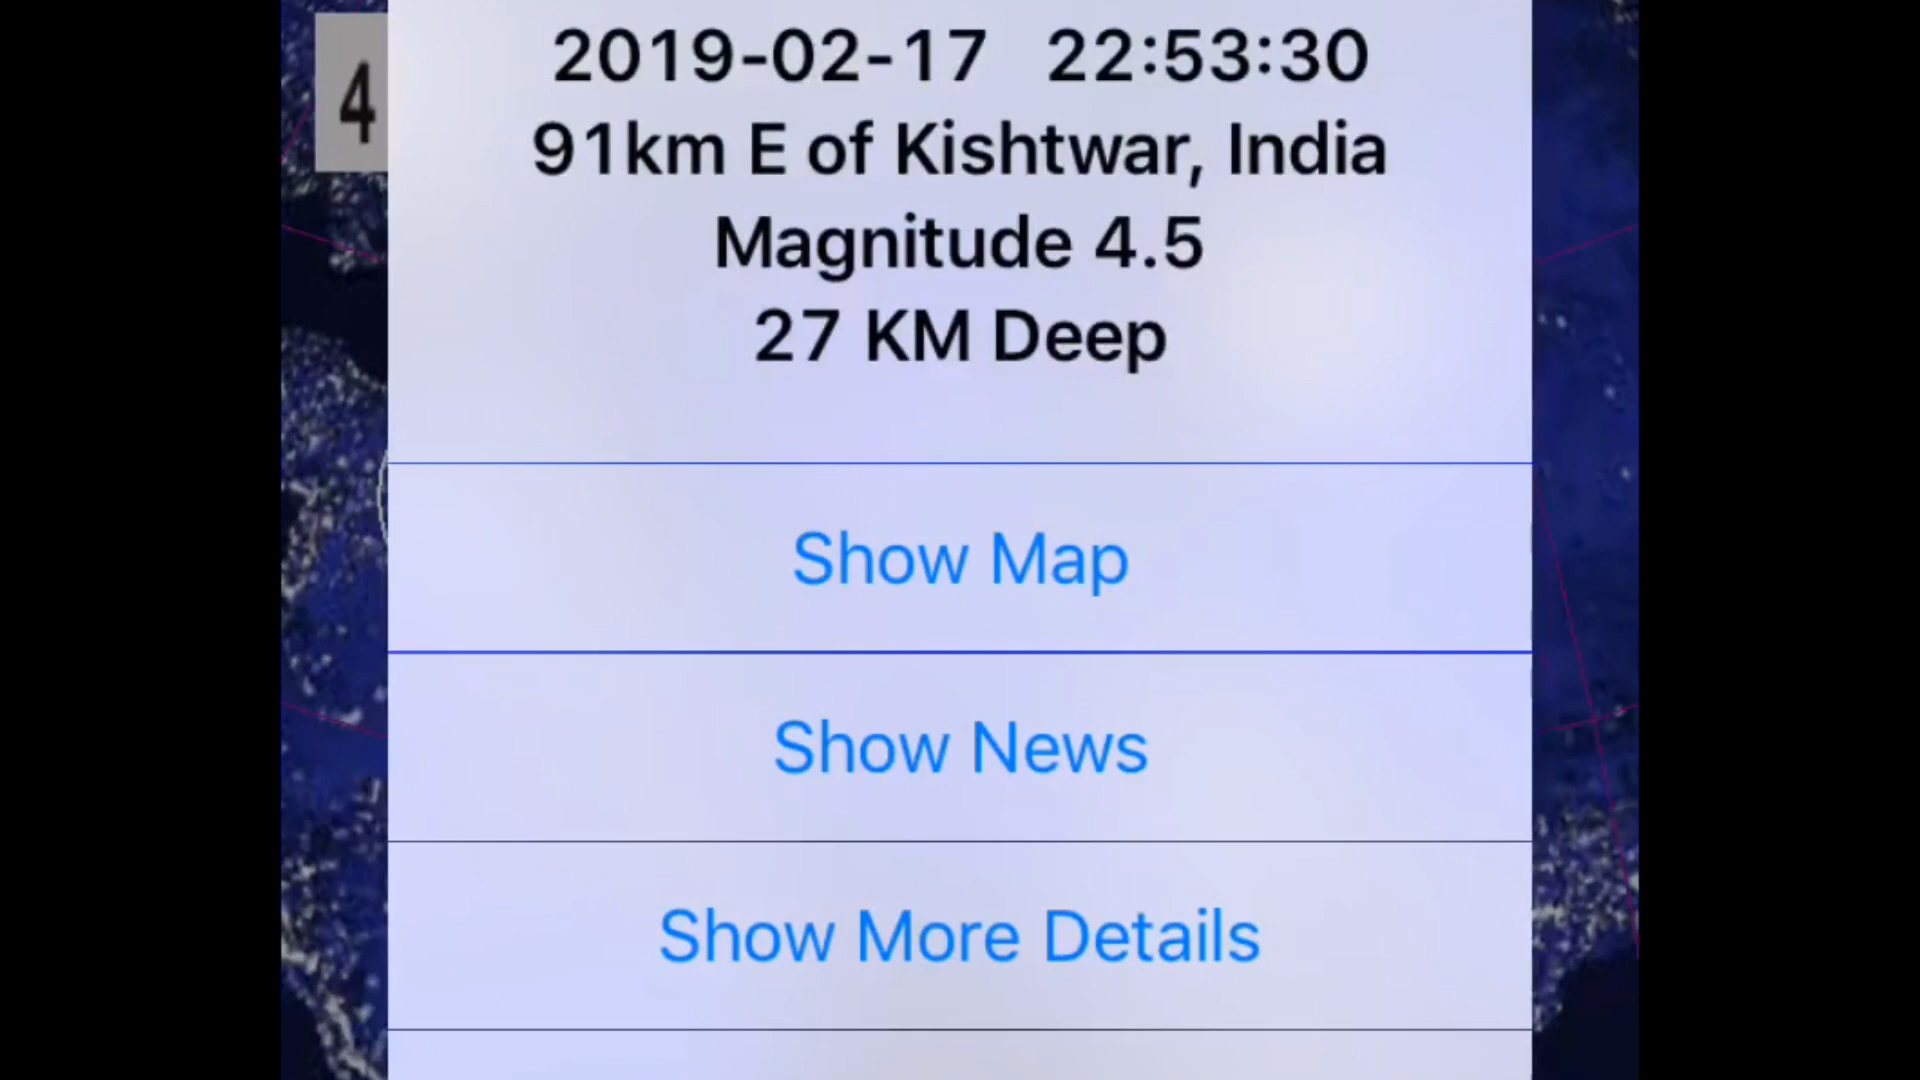 4
2019-02-17 22:53:30
91km E of Kishtwar, India
Magnitude 4.5
27 KM Deep
Show Map
Show News
Show More Details